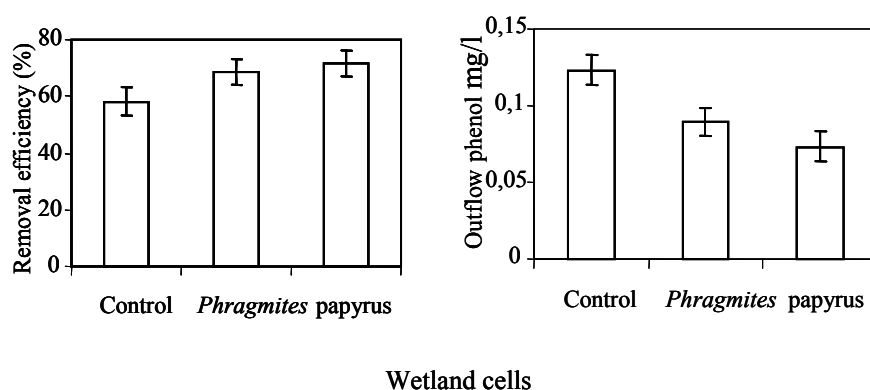 Removal efficiency (%)
80
60
40
20
0
Control Phragmites papyrus
Outflow phenol mg/l
0,15
0,1
0,05
0
Control Phragmites papyrus
Wetland cells